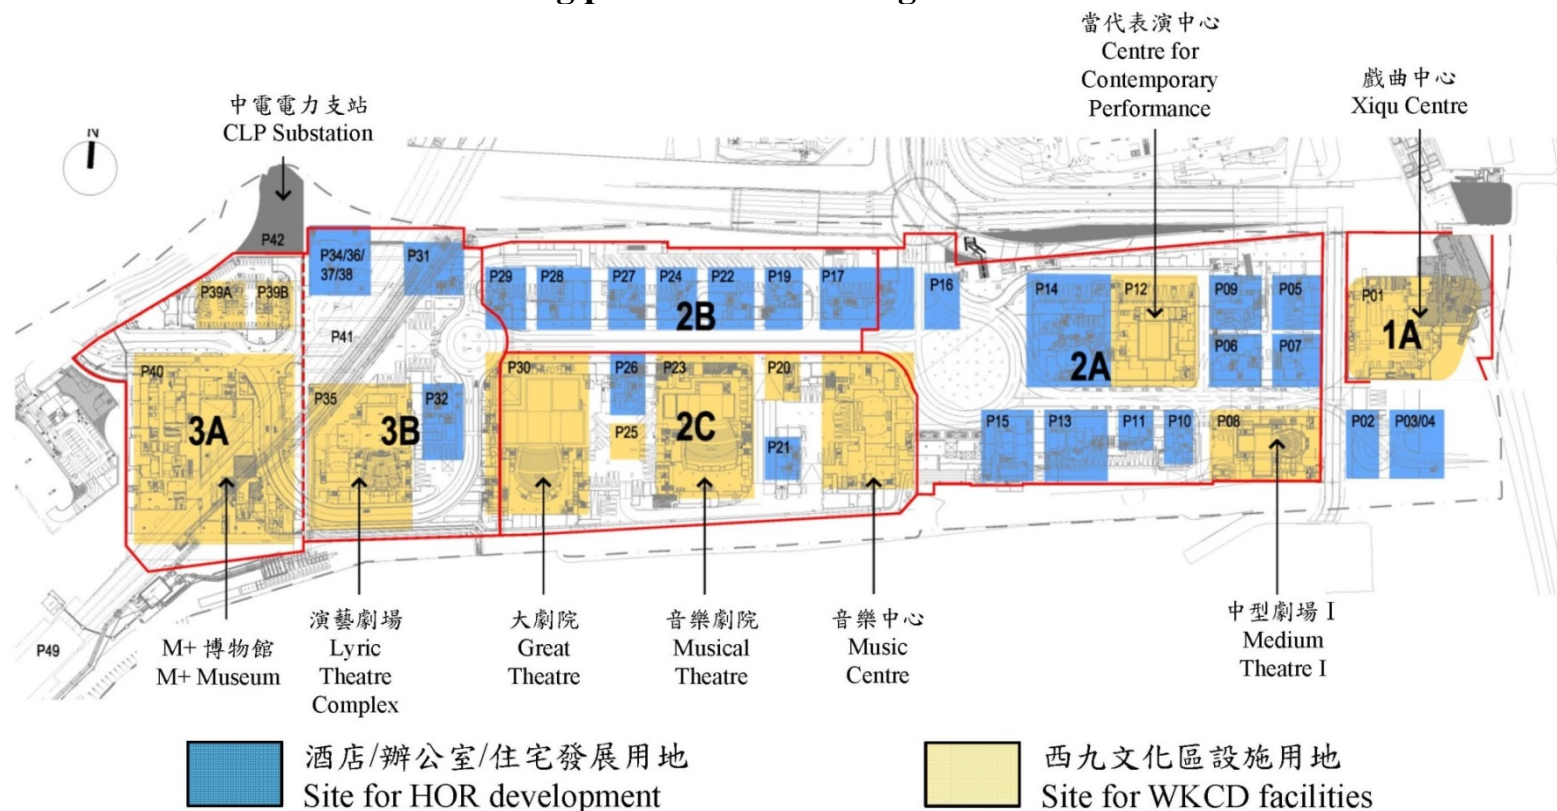 當代表演中心
Centre for
Contemporary
Performance
戲曲中心
Xiqu Centre
中電電力支站
CLP Substation
N
P42
P34/36/
37/38
P31
P29
P28
P27
P24
P22
P19
P17
P16
P14
P12
P09
P05
P01
P39A
P39B
P41
2B
2A
1A
P06
P07
P40
P35
P32
P30
P26
P23
P20
3A
3B
P25
2C
P21
P15
P13
P11
P10
P08
P02
P03/04
P49
M+ 博物館
M+ Museum
演藝劇場
Lyric
Theatre
Complex
大劇院
Great
Theatre
音樂劇院
Musical
Theatre
音樂中心
Music
Centre
中型劇場 I
Medium
Theatre I
酒店/辦公室/住宅發展用地
Site for HOR development
西九文化區設施用地
Site for WKCD facilities